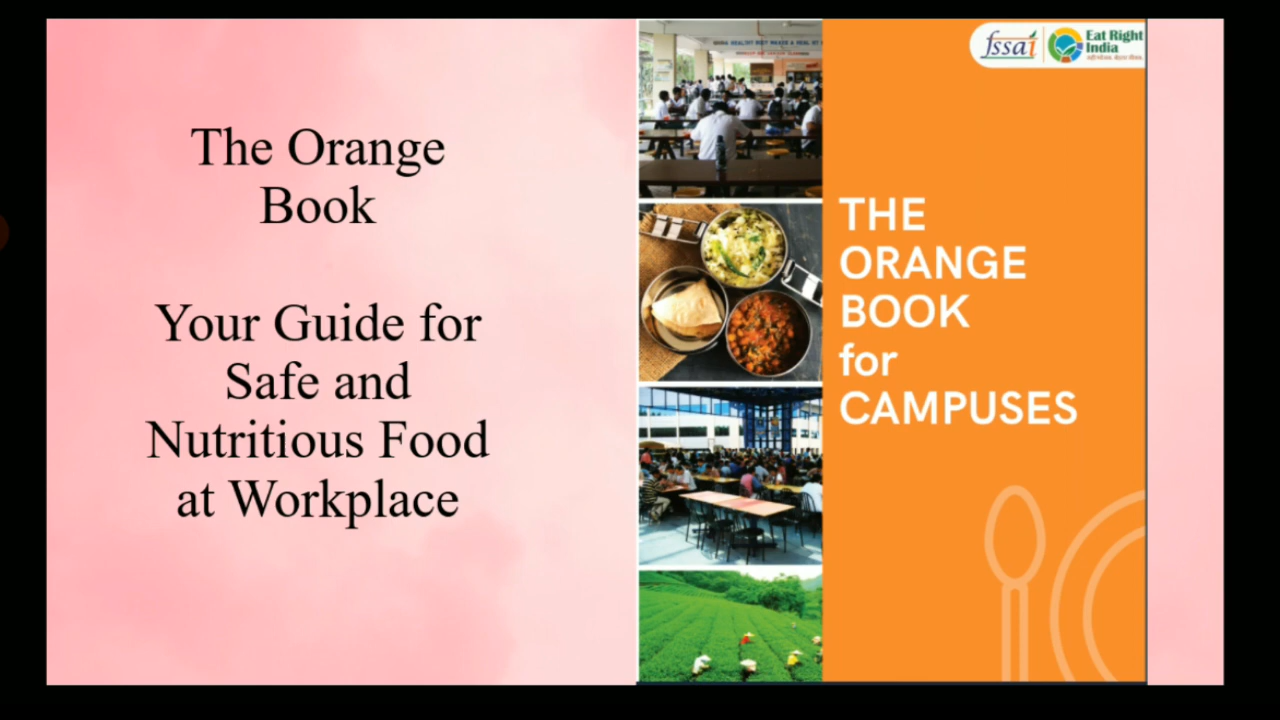 The Orange
Book
Your Guide for
Safe and
Nutritious Food
at Workplace
fssai
Eat Right
India
THE
ORANGE
BOOK
for
CAMPUSES